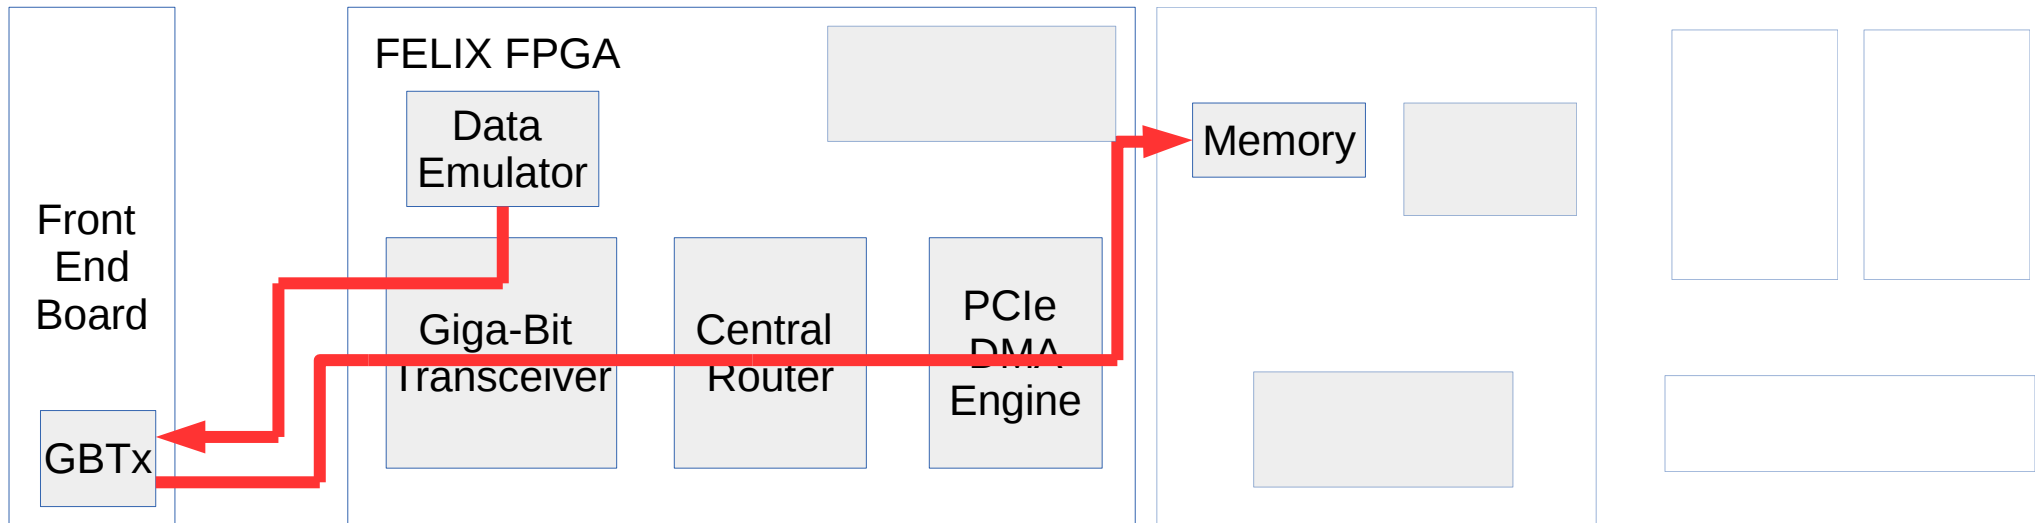 FELIX FPGA
Data
Emulator
Memory
Front
End
Board
Giga-Bit
Transceiver
Central
Router
PCIe
DMA
Engine
GBTx